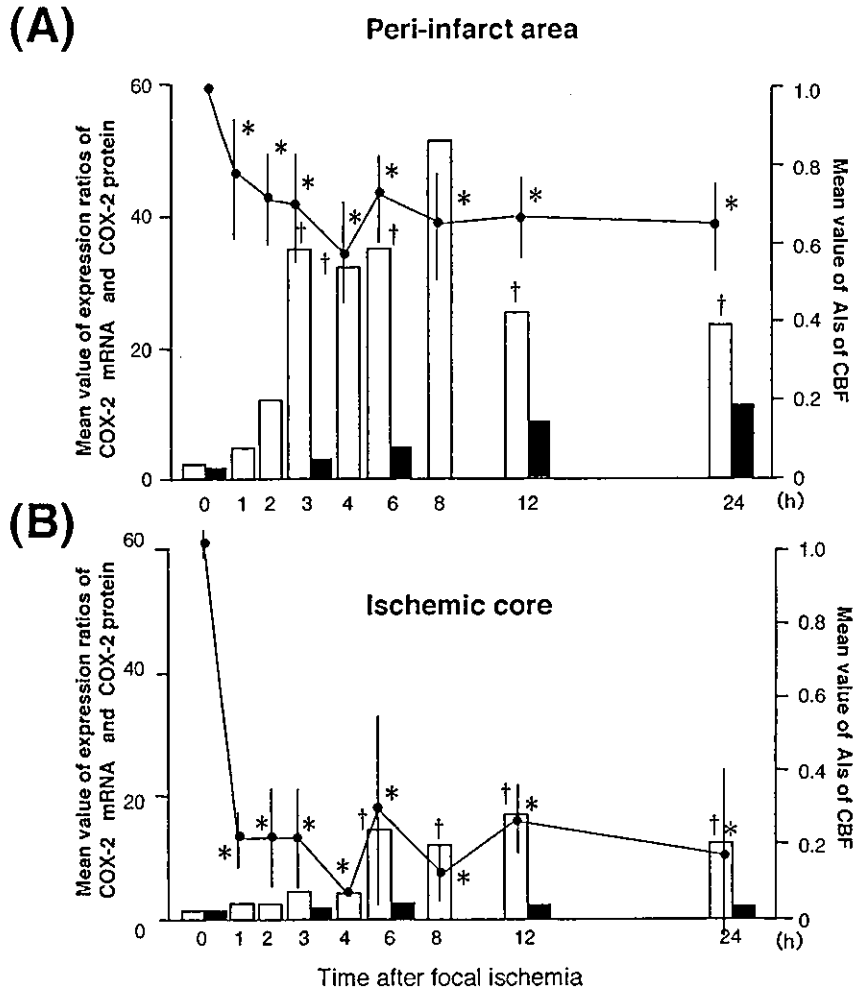 (A)
Peri-infarct area
Mean value of expression ratios of
COX-2 mRNA and COX-2 protein
60
40
20
0
1.0
0.8
0.6
0.4
0.2
0
Mean value of AIs of CBF
* * * * * * * *
† † † † †
0 1 2 3 4 6 8 12 24 (h)
(B)
Ischemic core
Mean value of expression ratios of
COX-2 mRNA and COX-2 protein
60
40
20
0
1.0
0.8
0.6
0.4
0.2
0
Mean value of AIs of CBF
* * * * * * * *
† † † †
0 1 2 3 4 6 8 12 24 (h)
Time after focal ischemia